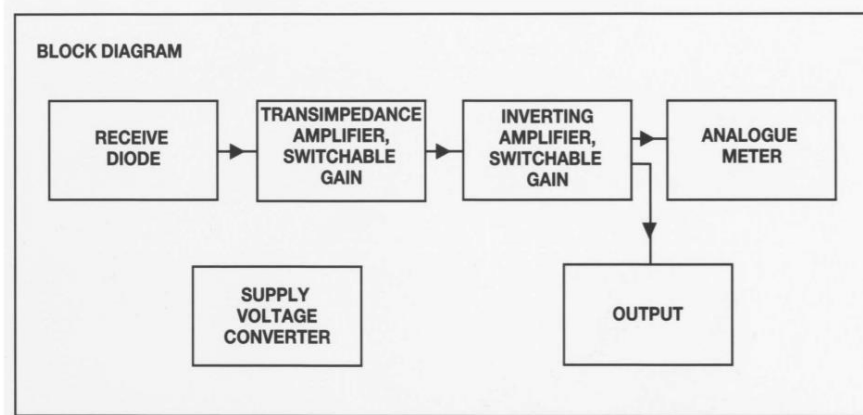 BLOCK DIAGRAM
RECEIVE
DIODE
TRANSIMPEDANCE
AMPLIFIER,
SWITCHABLE
GAIN
INVERTING
AMPLIFIER,
SWITCHABLE
GAIN
ANALOGUE
METER
SUPPLY
VOLTAGE
CONVERTER
OUTPUT